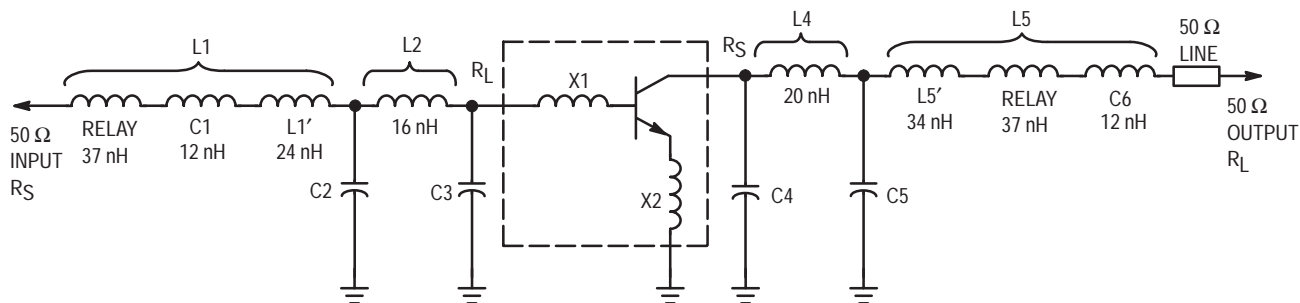 L1
L2
RL
RS
L4
L5
50 Ω
LINE
X1
50 Ω
INPUT
RS
RELAY
37 nH
C1
12 nH
L1′
24 nH
16 nH
20 nH
L5′
34 nH
RELAY
37 nH
C6
12 nH
50 Ω
OUTPUT
RL
C2
C3
X2
C4
C5